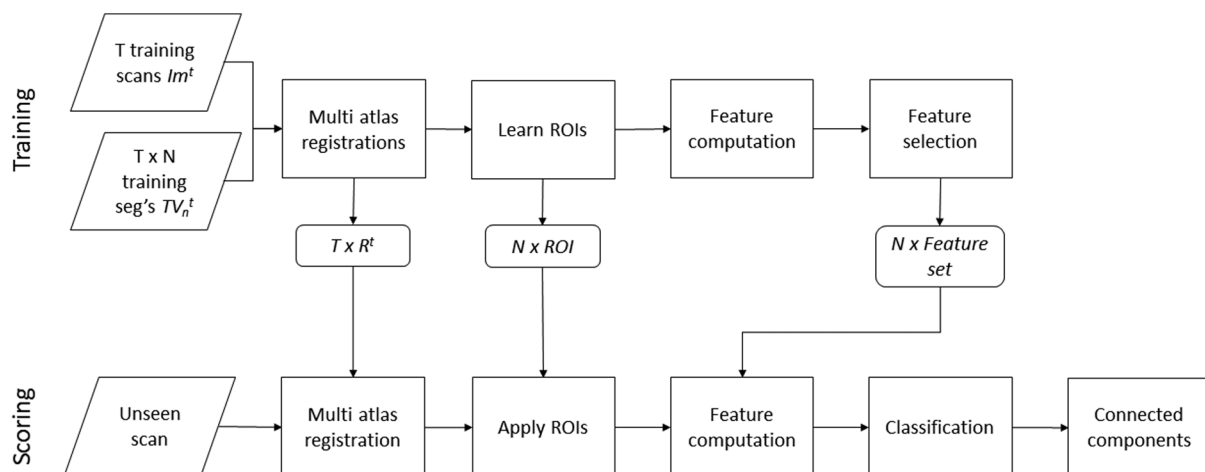 Training
T training
scans Im^t
T x N
training
seg's TV_n^t
Multi atlas
registrations
Learn ROIs
Feature
computation
Feature
selection
T x R^t
N x ROI
N x Feature
set
Scoring
Unseen
scan
Multi atlas
registration
Apply ROIs
Feature
computation
Classification
Connected
components